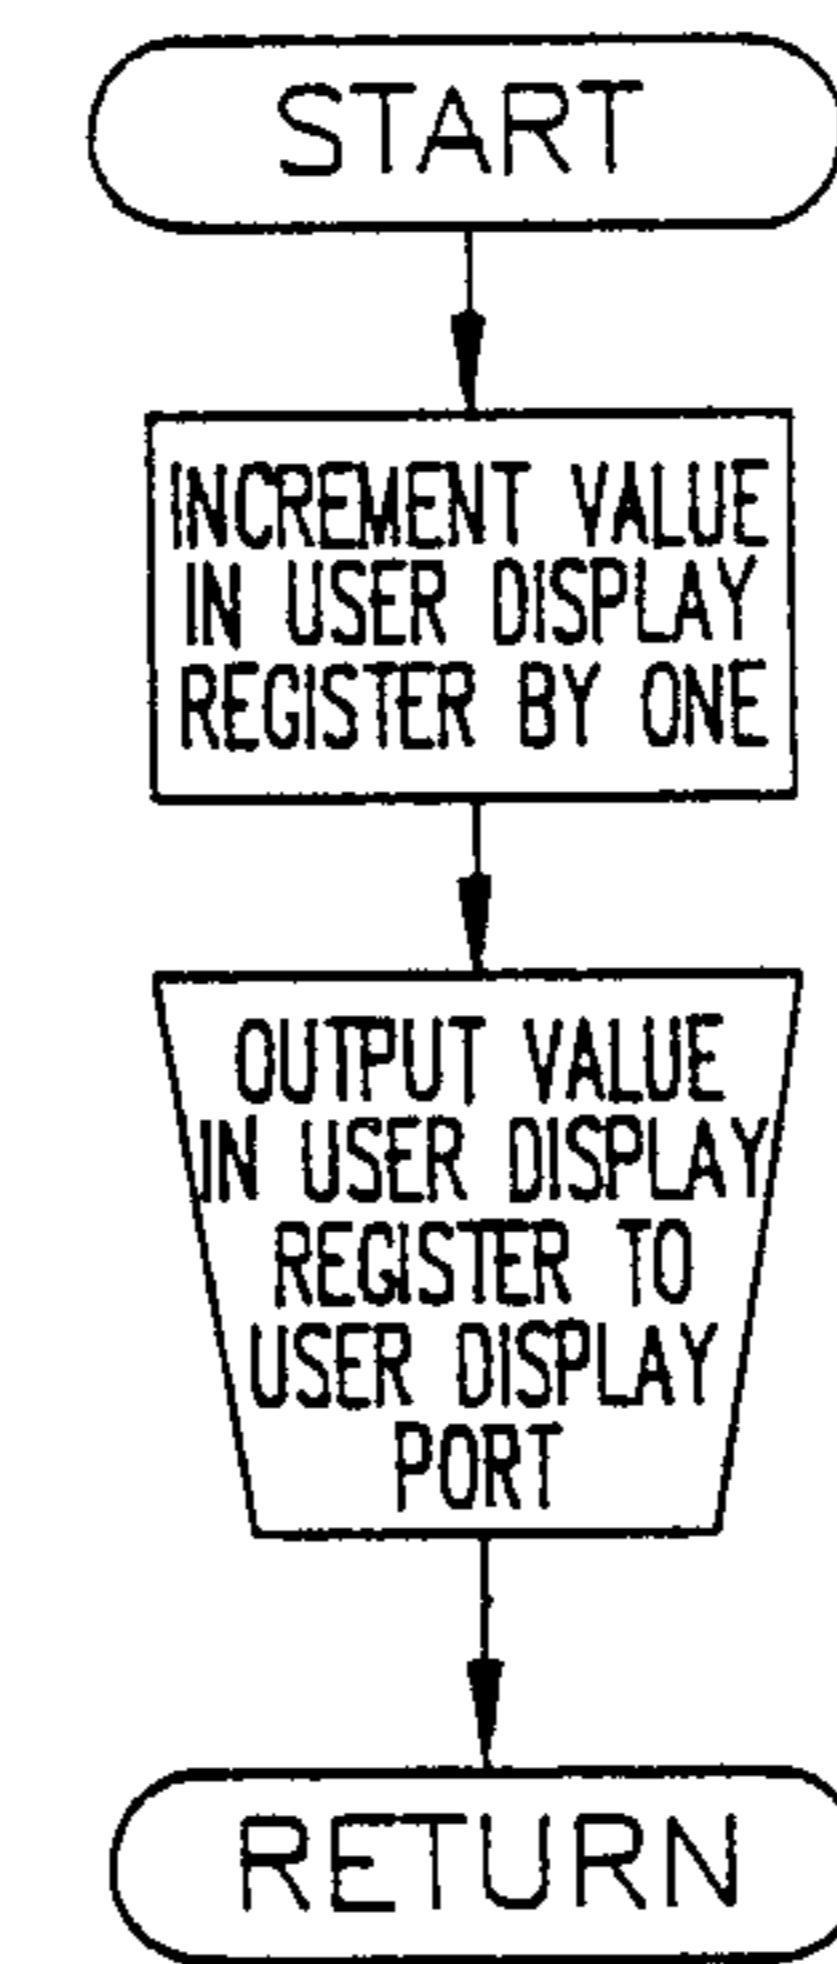 START
INCREMENT VALUE
IN USER DISPLAY
REGISTER BY ONE
OUTPUT VALUE
IN USER DISPLAY
REGISTER TO
USER DISPLAY
PORT
RETURN